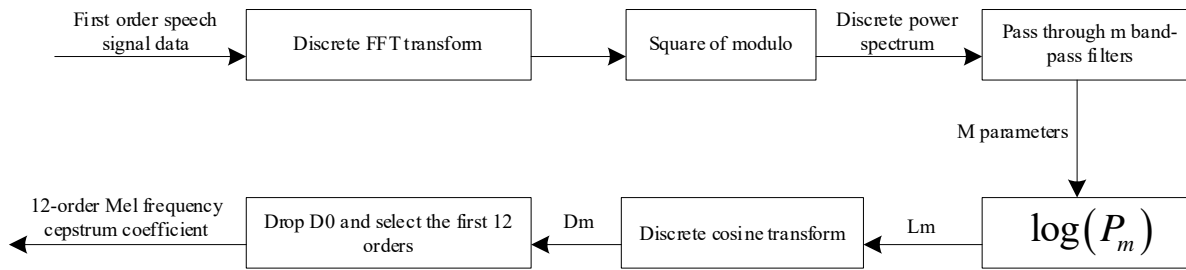 First order speech
signal data
Discrete FFT transform
Square of modulo
Discrete power
spectrum
Pass through m band-
pass filters
M parameters
log(P_m)
Lm
Discrete cosine transform
Dm
Drop D0 and select the first 12
orders
12-order Mel frequency
cepstrum coefficient